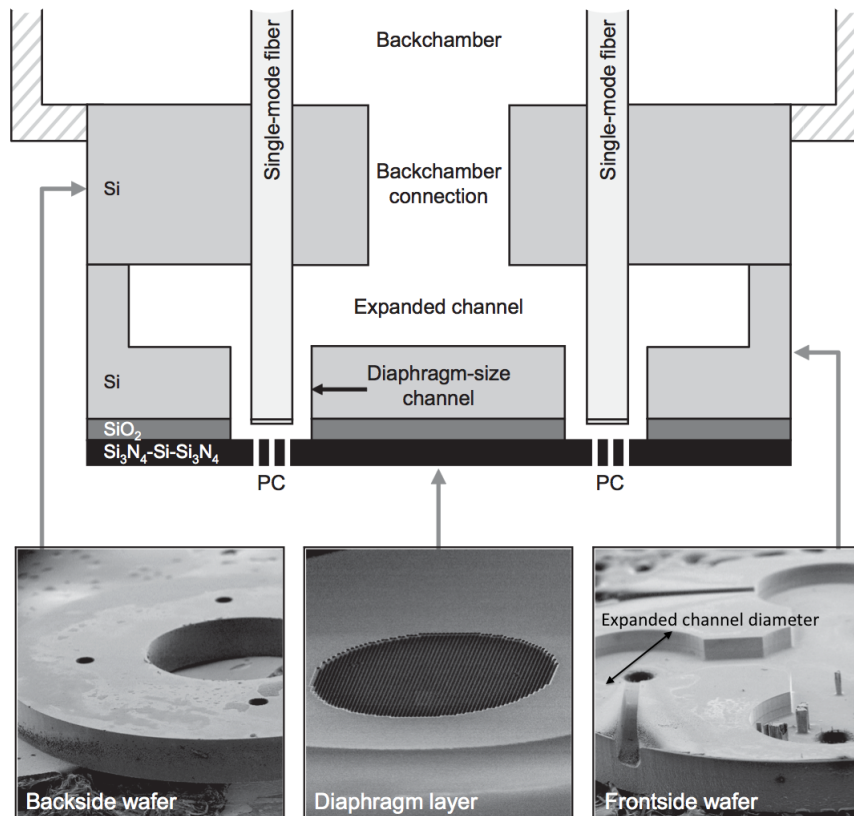 Backchamber
Single-mode fiber
Single-mode fiber
Backchamber
connection
Si
Expanded channel
Diaphragm-size
channel
Si
SiO2
Si3N4-Si-Si3N4
PC
PC
Expanded channel diameter
Backside wafer
Diaphragm layer
Frontside wafer